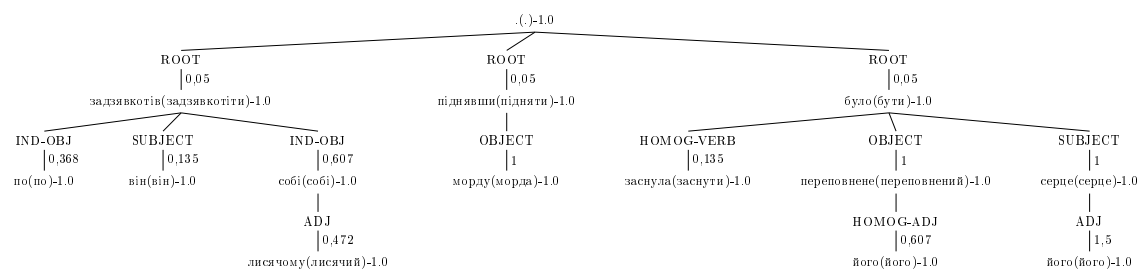 .(.)-1.0
ROOT ROOT ROOT
0,05 0,05 0,05
задзявкотів(задзявкотіти)-1.0 піднявши(підняти)-1.0 було(бути)-1.0
IND-OBJ SUBJECT IND-OBJ OBJECT HOMOG-VERB OBJECT SUBJECT
0,368 0,135 0,607 1 0,135 1 1
по(по)-1.0 він(він)-1.0 собі(собі)-1.0 морду(морда)-1.0 заснула(заснути)-1.0 переповнене(переповнений)-1.0 серце(серце)-1.0
ADJ HOMOG-ADJ ADJ
0,472 0,607 1,5
лисячому(лисячий)-1.0 його(його)-1.0 його(його)-1.0